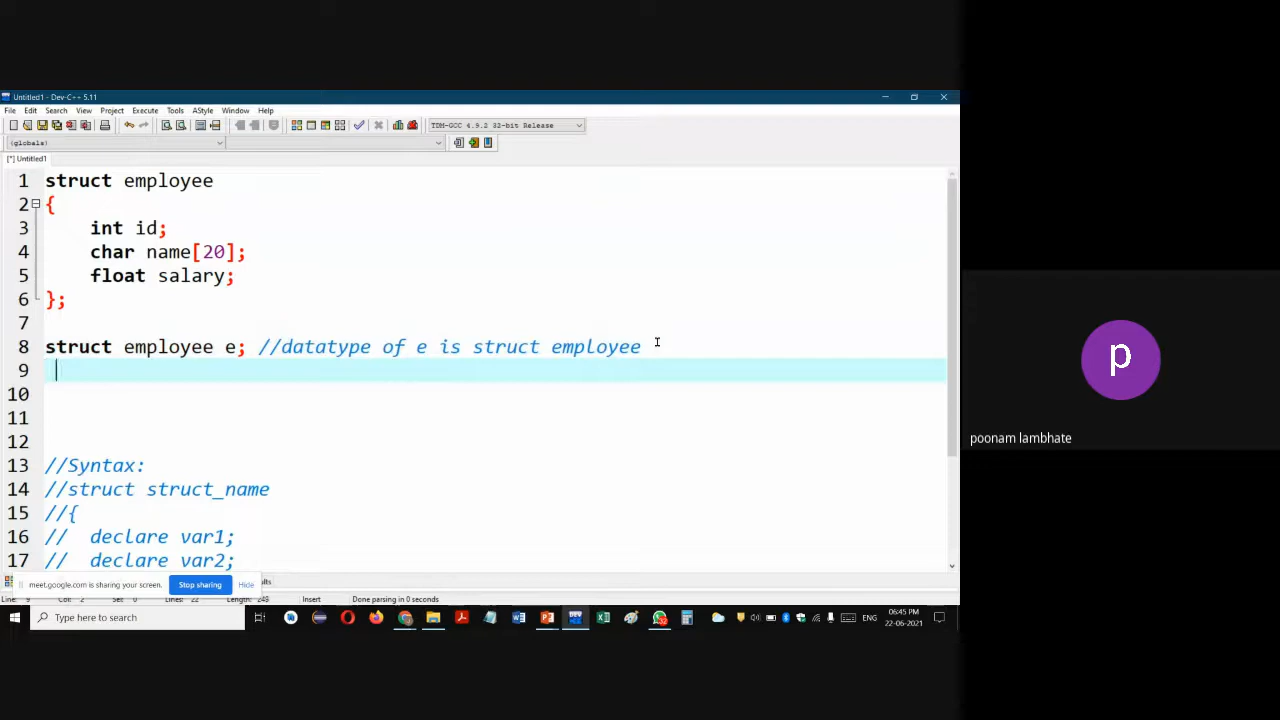 Untitled1 - Dev-C++ 5.11
File Edit Search View Project Execute Tools AStyle Window Help
TDM-GCC 4.9.2 32-bit Release
(globals)
[*] Untitled1
1 struct employee
2 {
3 int id;
4 char name[20];
5 float salary;
6 };
7
8 struct employee e; //datatype of e is struct employee
9
10
11
12
13 //Syntax:
14 //struct struct_name
15 //{
16 // declare var1;
17 // declare var2;
meet.google.com is sharing your screen. Stop sharing Hide
Insert Done parsing in 0 seconds
Type here to search
ENG
06:45 PM
22-06-2021
p
poonam lambhate